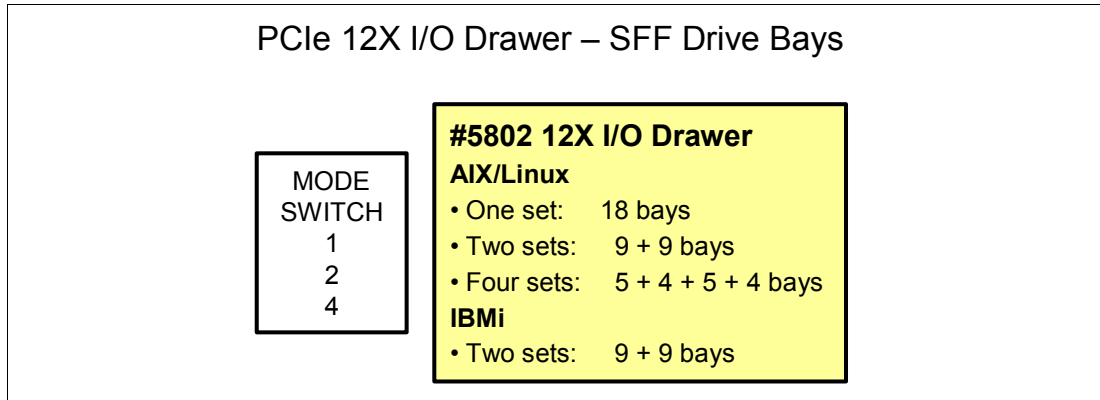 PCIe 12X I/O Drawer – SFF Drive Bays
MODE
SWITCH
1
2
4
#5802 12X I/O Drawer
AIX/Linux
• One set: 18 bays
• Two sets: 9 + 9 bays
• Four sets: 5 + 4 + 5 + 4 bays
IBMi
• Two sets: 9 + 9 bays